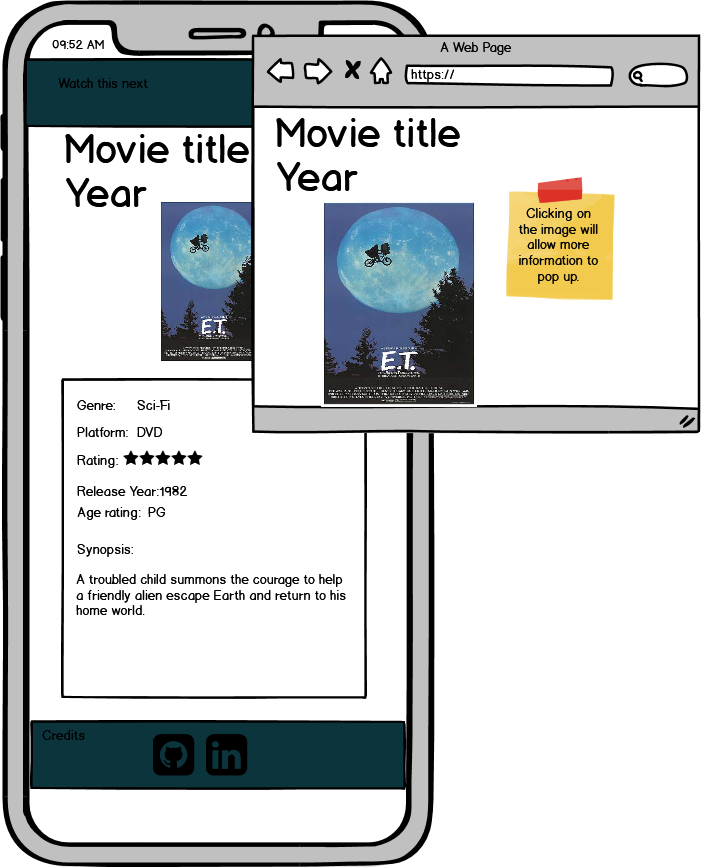 09:52 AM
Watch this next
Movie title
Year
E.T.
Genre: Sci-Fi
Platform: DVD
Rating:
Release Year:1982
Age rating: PG
Synopsis:
A troubled child summons the courage to help
a friendly alien escape Earth and return to his
home world.
Credits
in
A Web Page
https://
Movie title
Year
E.T.
Clicking on
the image will
allow more
information to
pop up.